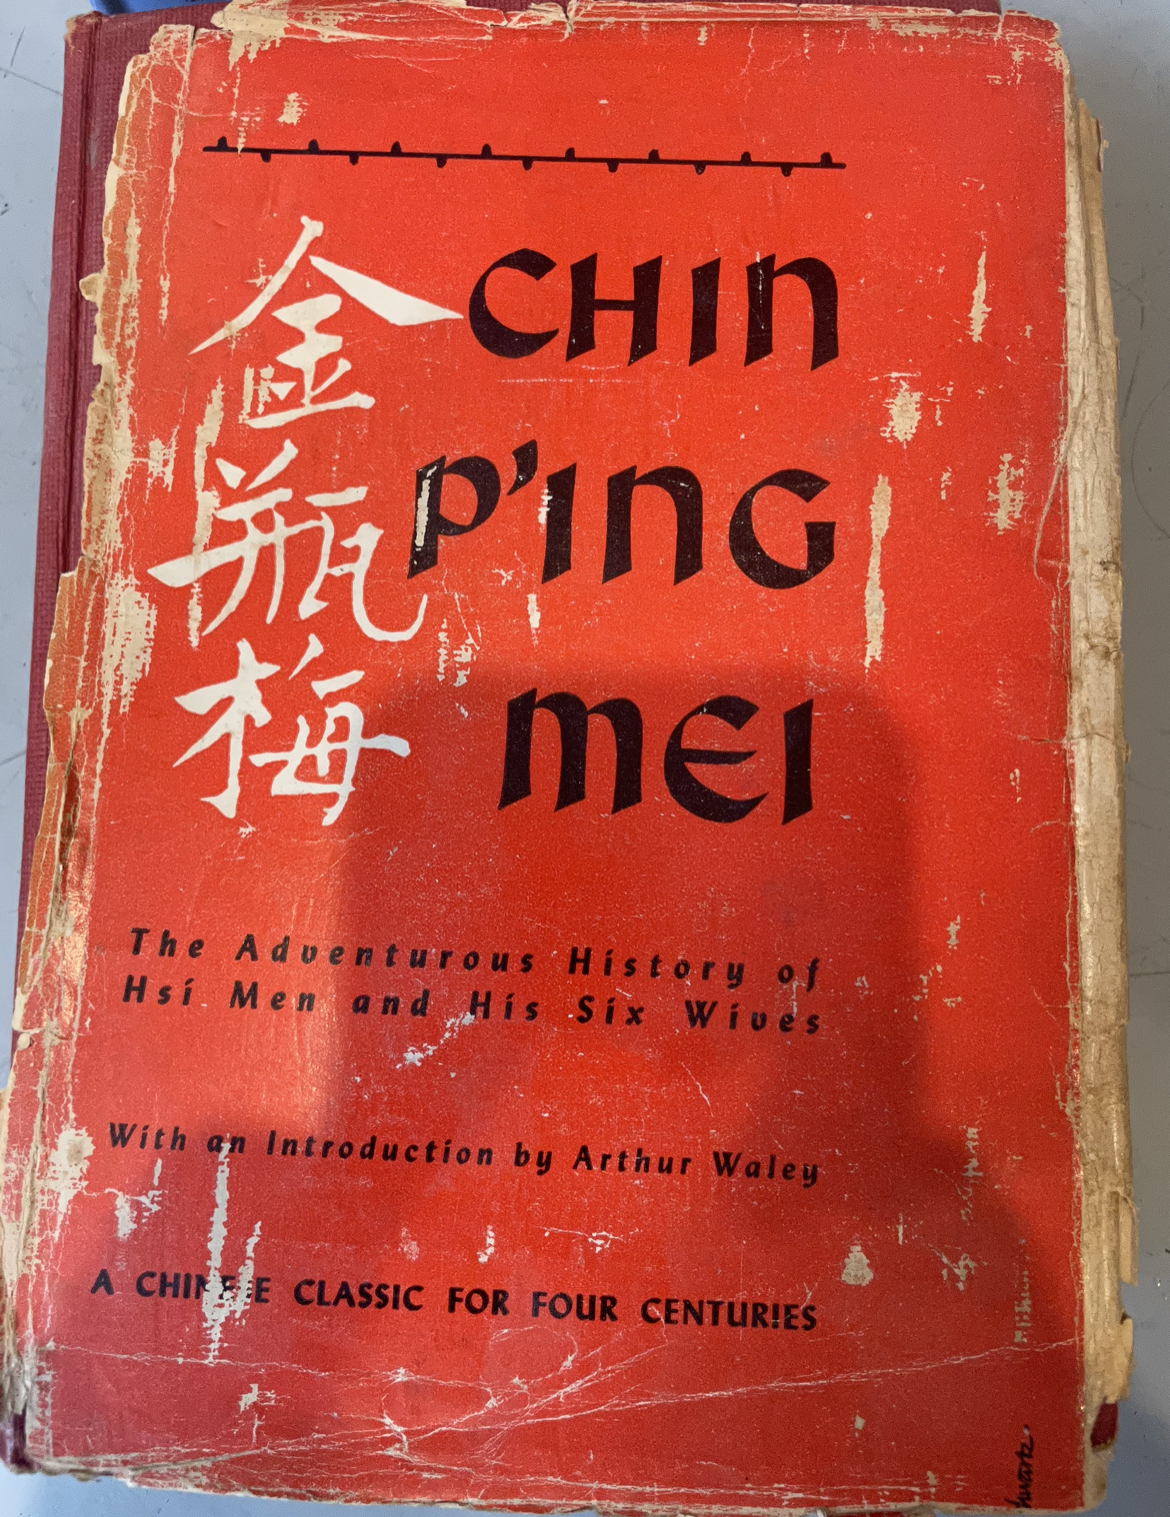 金瓶梅
CHIN
P'ING
MEI
The Adventurous History of
Hsi Men and His Six Wives
With an Introduction by Arthur Waley
A CHINESE CLASSIC FOR FOUR CENTURIES